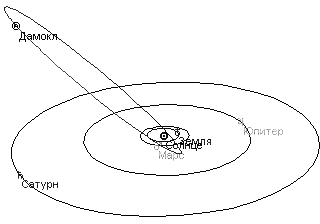 Дамокл
Юпитер
Земля
Солнце
Марс
Сатурн